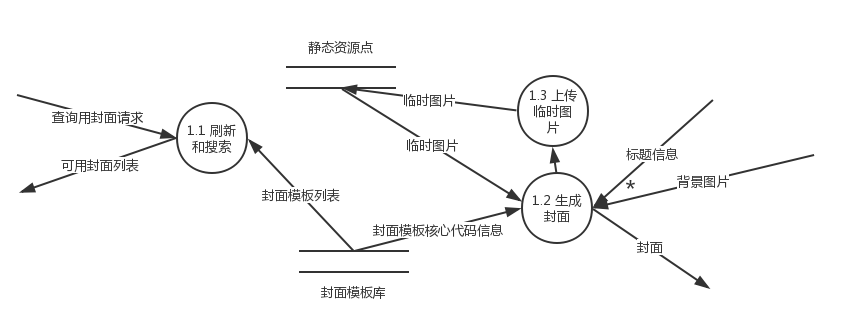 静态资源点
1.3 上传
临时图
片
临时图片
查询用封面请求
1.1 刷新
和搜索
临时图片
标题信息
可用封面列表
*
背景图片
封面模板列表
1.2 生成
封面
封面模板核心代码信息
封面
封面模板库